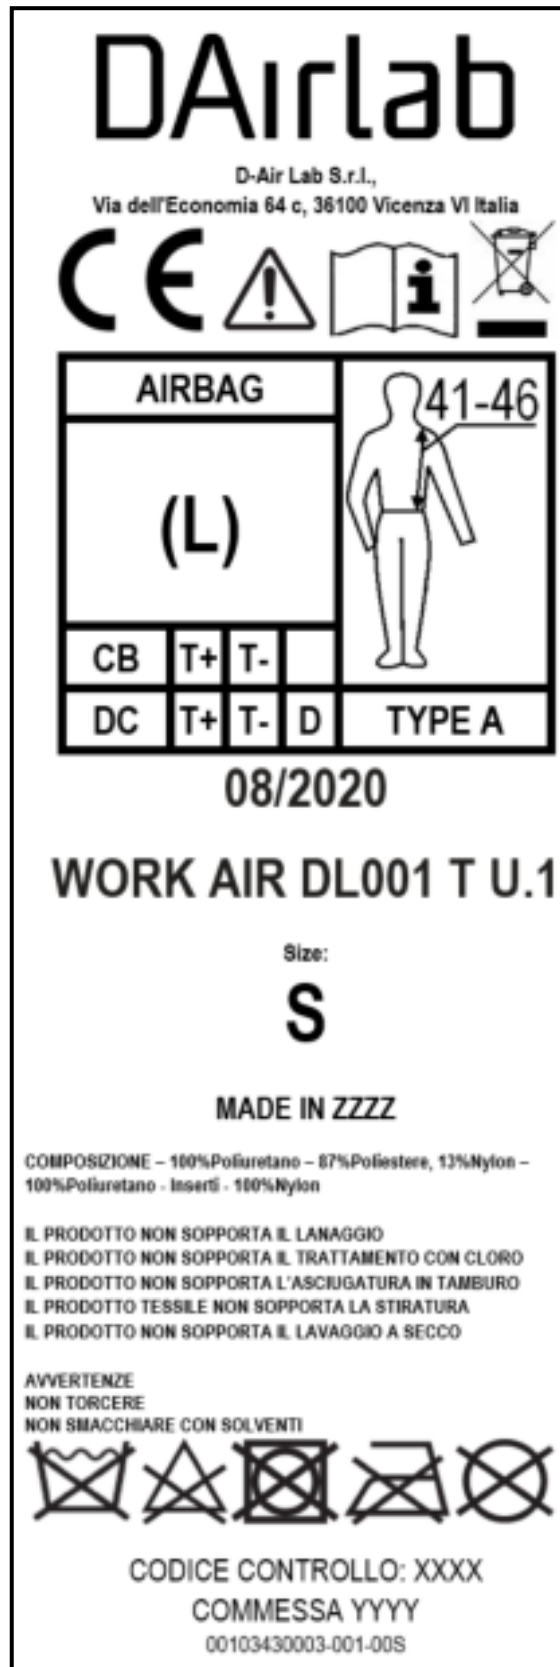 DAırlab
D-Air Lab S.r.l.,
Via dell'Economia 64 c, 36100 Vicenza VI Italia
CE
AIRBAG
41-46
(L)
CB T+ T-
DC T+ T- D TYPE A
08/2020
WORK AIR DL001 T U.1
Size:
S
MADE IN ZZZZ
COMPOSIZIONE – 100%Poliuretano – 87%Poliestere, 13%Nylon –
100%Poliuretano - Inserti - 100%Nylon
IL PRODOTTO NON SOPPORTA IL LANAGGIO
IL PRODOTTO NON SOPPORTA IL TRATTAMENTO CON CLORO
IL PRODOTTO NON SOPPORTA L'ASCIUGATURA IN TAMBURO
IL PRODOTTO TESSILE NON SOPPORTA LA STIRATURA
IL PRODOTTO NON SOPPORTA IL LAVAGGIO A SECCO
AVVERTENZE
NON TORCERE
NON SMACCHIARE CON SOLVENTI
CODICE CONTROLLO: XXXX
COMMESSA YYYY
00103430003-001-00S